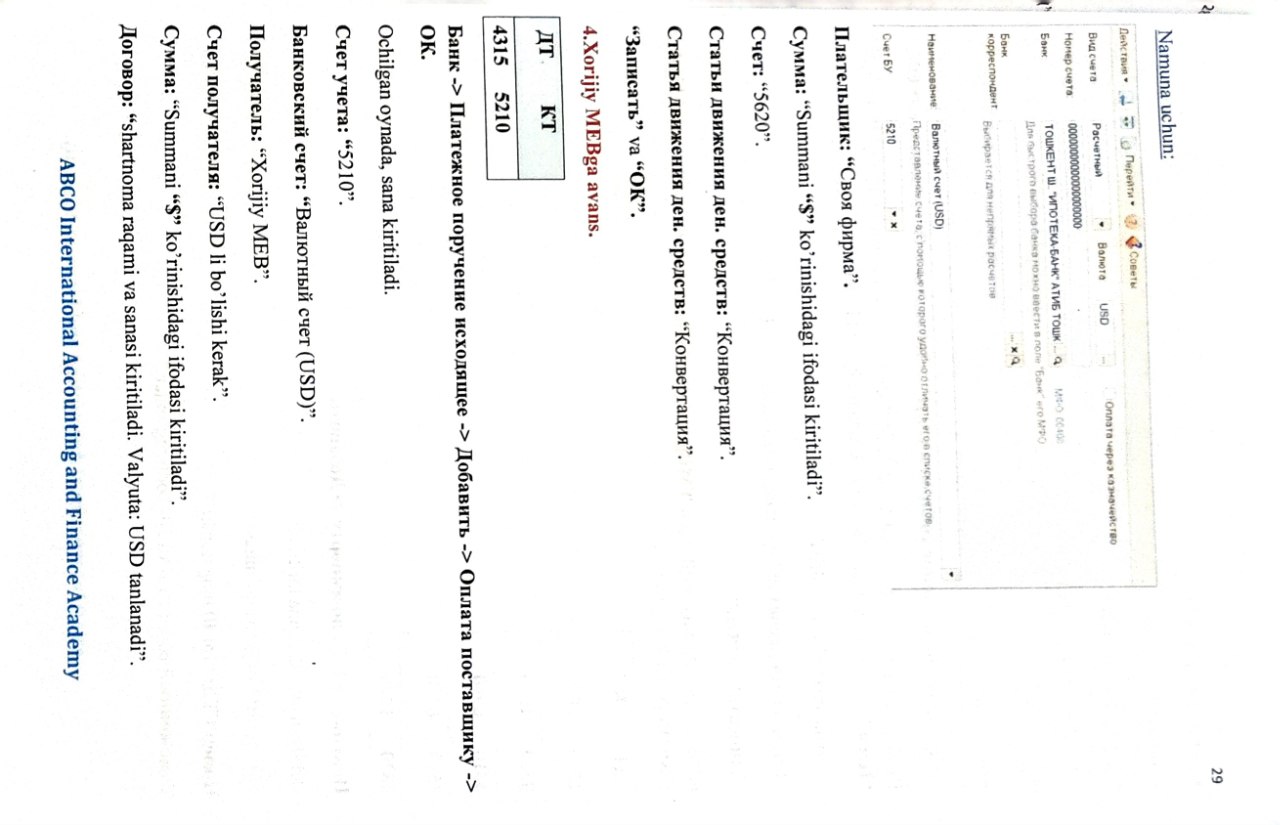 29
Namuna uchun:
Действия Перейти Советы
Вид счета Расчетный Валюта USD ... Оплата через казначейство
Номер счета: 00000000000000000000
Банк ТОШКЕНТ Ш. "ИПОТЕКА-БАНК" АТИБ ТОШК ... МФО
Для быстрого выбора банка можно ввести в поле "Банк" его МФО
Банк
корреспондент ... x
Выбирается для непрямых расчетов
Наименование Валютный счет (USD)
Представление счета, с помощью которого удобно отличать его в списке счетов
Счет БУ 5210 x
Плательщик: “Своя фирма”.
Сумма: “Summani “$” ko’rinishidagi ifodasi kiritiladi”.
Счет: “5620”.
Статьи движения ден. средств: “Конвертация”.
Статья движения ден. средств: “Конвертация”.
“Записать” va “ОК”.
4.Xorijiy MEBga avans.
ДТ КТ
4315 5210
Банк -> Платежное поручение исходящее -> Добавить -> Оплата поставщику ->
ОК.
Ochilgan oynada, sana kiritiladi.
Счет учета: “5210”.
Банковский счет: “Валютный счет (USD)”.
Получатель: “Xorijiy MEB”.
Счет получателя: “USD li bo’lishi kerak”.
Сумма: “Summani “$” ko’rinishidagi ifodasi kiritiladi”.
Договор: “shartnoma raqami va sanasi kiritiladi. Valyuta: USD tanlanadi”.
ABCO International Accounting and Finance Academy